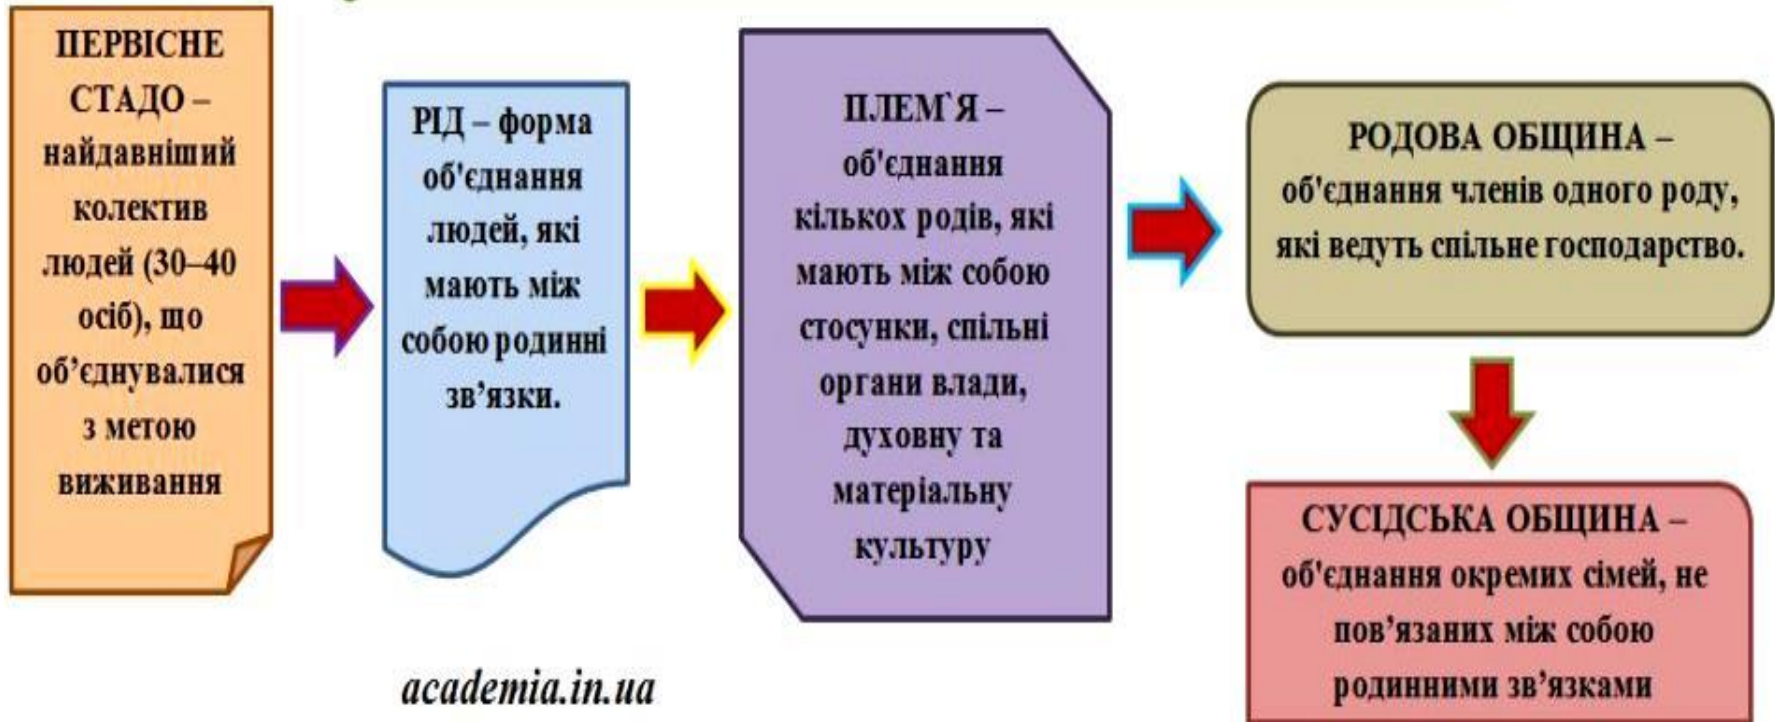 ПЕРВІСНЕ
СТАДО –
найдавніший
колектив
людей (30–40
осіб), що
об’єднувалися
з метою
виживання
РІД – форма
об'єднання
людей, які
мають між
собою родинні
зв’язки.
ПЛЕМ`Я –
об'єднання
кількох родів, які
мають між собою
стосунки, спільні
органи влади,
духовну та
матеріальну
культуру
РОДОВА ОБЩИНА –
об'єднання членів одного роду,
які ведуть спільне господарство.
СУСІДСЬКА ОБЩИНА –
об'єднання окремих сімей, не
пов’язаних між собою
родинними зв’язками
academia.in.ua